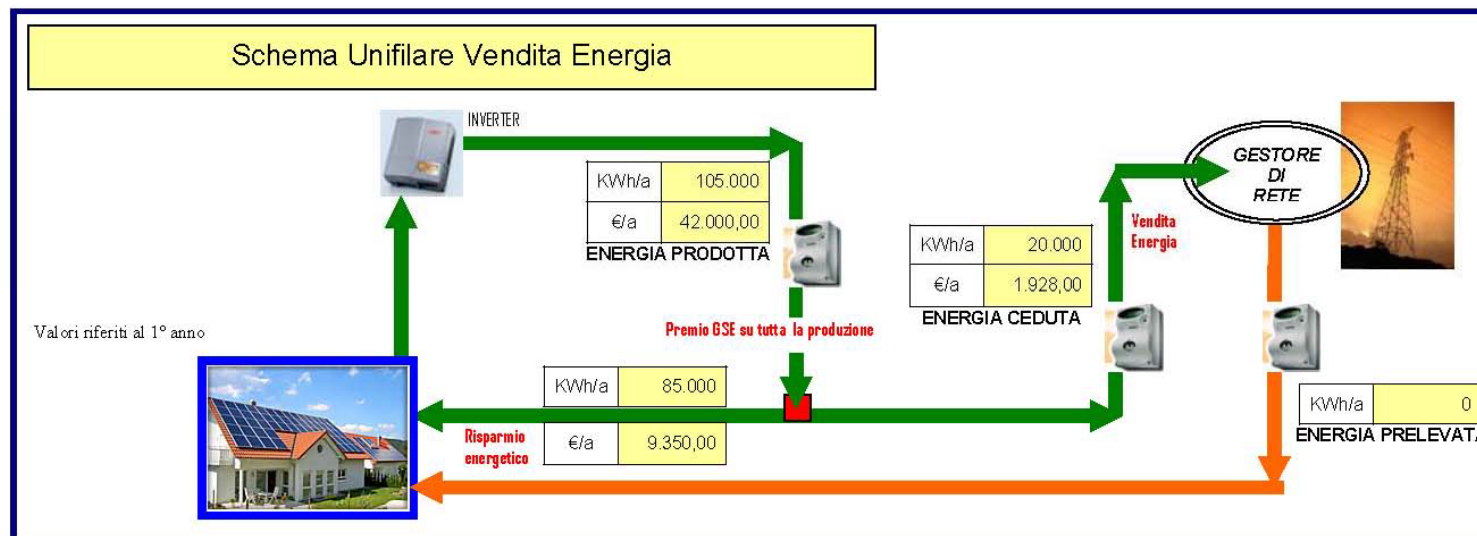 Schema Unifilare Vendita Energia
INVERTER
KWh/a 105.000
€/a 42.000,00
ENERGIA PRODOTTA
GESTORE
DI
RETE
Vendita
Energia
KWh/a 20.000
€/a 1.928,00
ENERGIA CEDUTA
Valori riferiti al 1° anno
Premio GSE su tutta la produzione
KWh/a 85.000
Risparmio
energetico
€/a 9.350,00
KWh/a 0
ENERGIA PRELEVATA